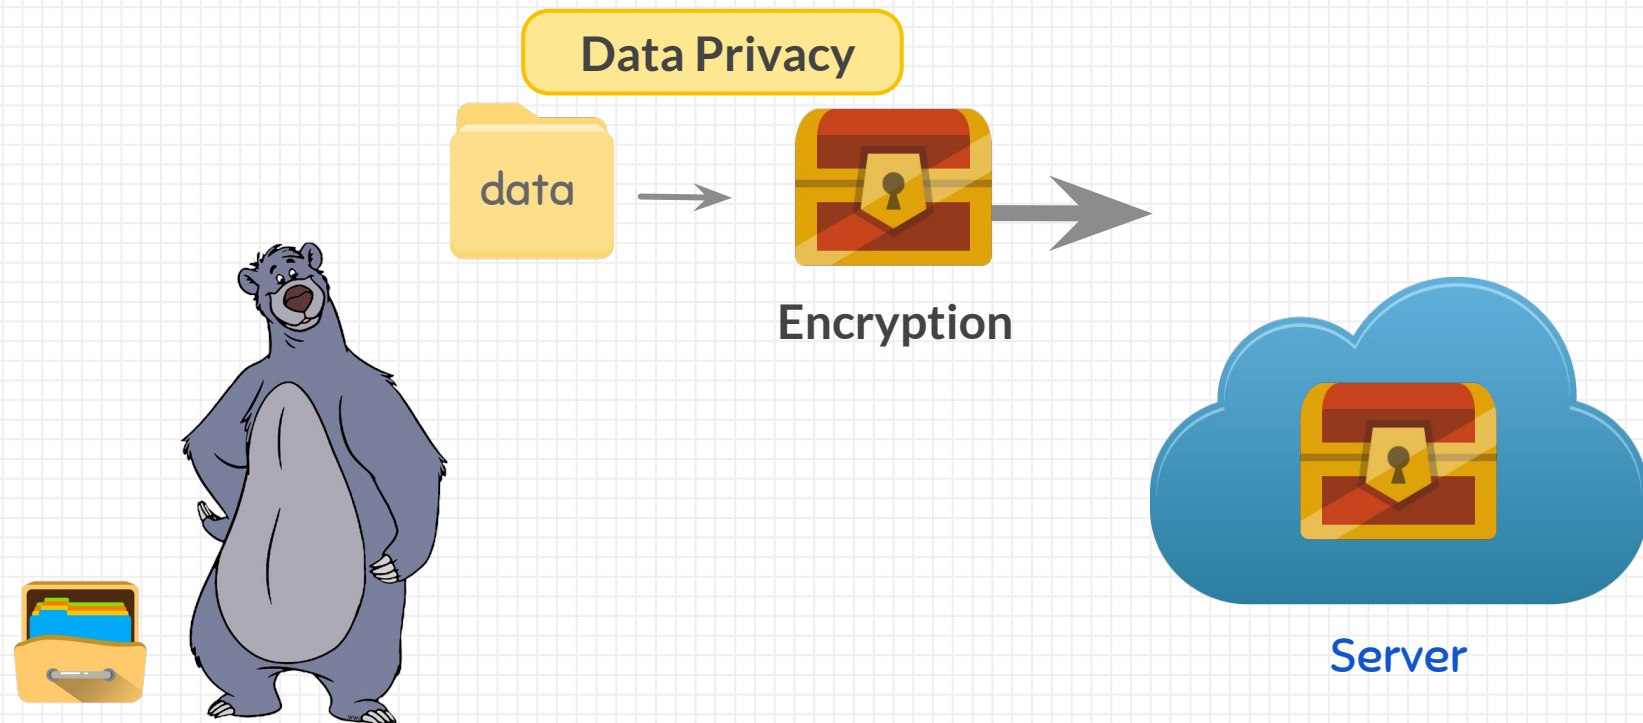 Data Privacy
data
Encryption
Server